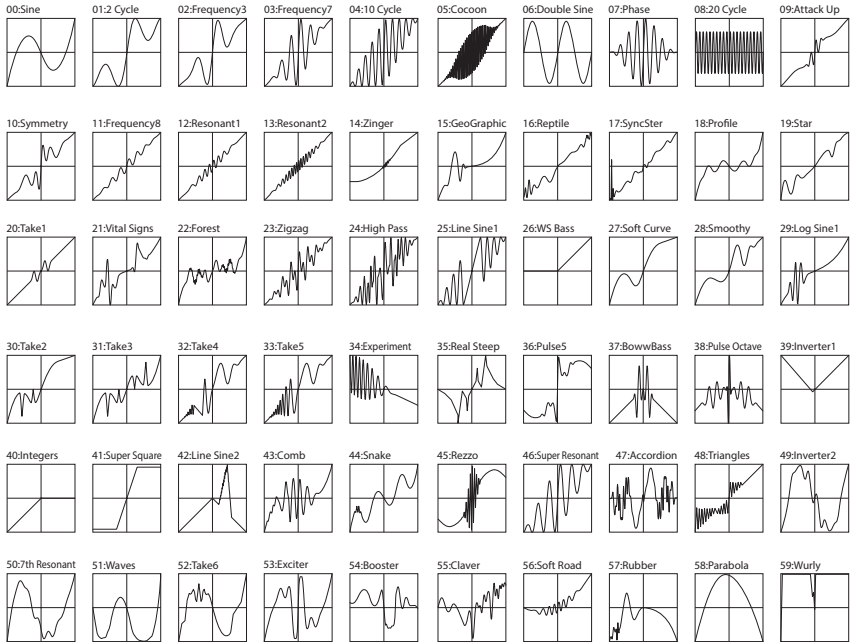 00:Sine 01:2 Cycle 02:Frequency3 03:Frequency7 04:10 Cycle 05:Cocoon 06:Double Sine 07:Phase 08:20 Cycle 09:Attack Up
10:Symmetry 11:Frequency8 12:Resonant1 13:Resonant2 14:Zinger 15:GeoGraphic 16:Reptile 17:SyncSter 18:Profile 19:Star
20:Take1 21:Vital Signs 22:Forest 23:Zigzag 24:High Pass 25:Line Sine1 26:WS Bass 27:Soft Curve 28:Smoothy 29:Log Sine1
30:Take2 31:Take3 32:Take4 33:Take5 34:Experiment 35:Real Steep 36:Pulse5 37:BowwBass 38:Pulse Octave 39:Inverter1
40:Integers 41:Super Square 42:Line Sine2 43:Comb 44:Snake 45:Rezzo 46:Super Resonant 47:Accordion 48:Triangles 49:Inverter2
50:7th Resonant 51:Waves 52:Take6 53:Exciter 54:Booster 55:Claver 56:Soft Road 57:Rubber 58:Parabola 59:Wurly